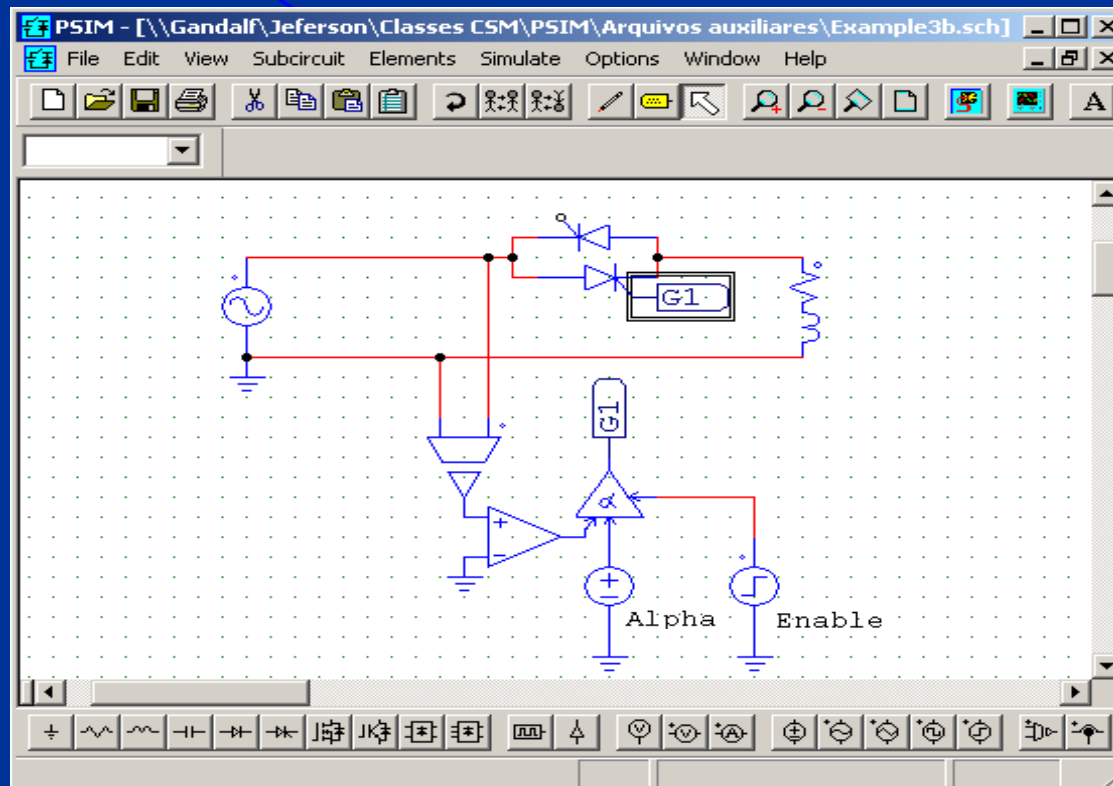 PSIM - [\\Gandalf\Jeferson\Classes CSM\PSIM\Arquivos auxiliares\Example3b.sch]
File Edit View Subcircuit Elements Simulate Options Window Help
A
G1
G1
α
Alpha
Enable
V
V
A